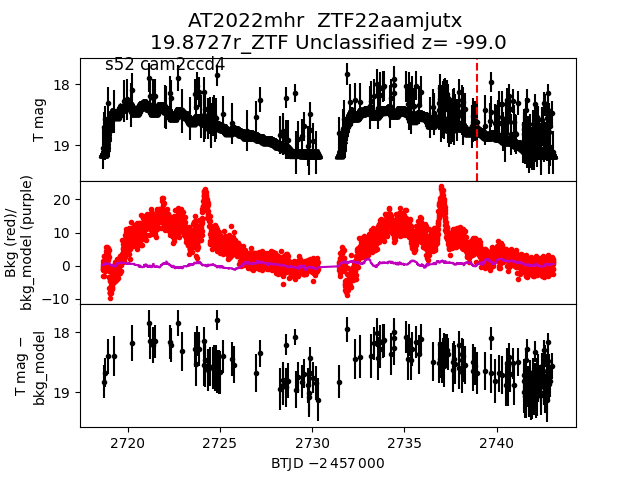 AT2022mhr  ZTF22aamjutx
19.8727r_ZTF Unclassified z= -99.0
s52 cam2ccd4
18
19
T mag
20
10
0
−10
Bkg (red)/
bkg_model (purple)
18
19
T mag −
bkg_model
2720 2725 2730 2735 2740
BTJD −2 457 000